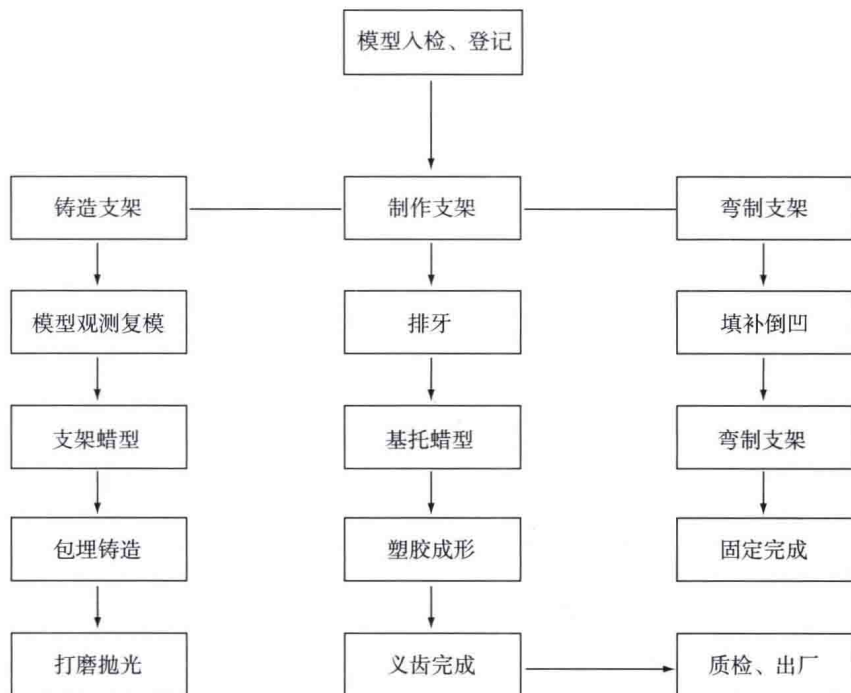 模型入检、登记
铸造支架
制作支架
弯制支架
模型观测复模
排牙
填补倒凹
支架蜡型
基托蜡型
弯制支架
包埋铸造
塑胶成形
固定完成
打磨抛光
义齿完成
质检、出厂